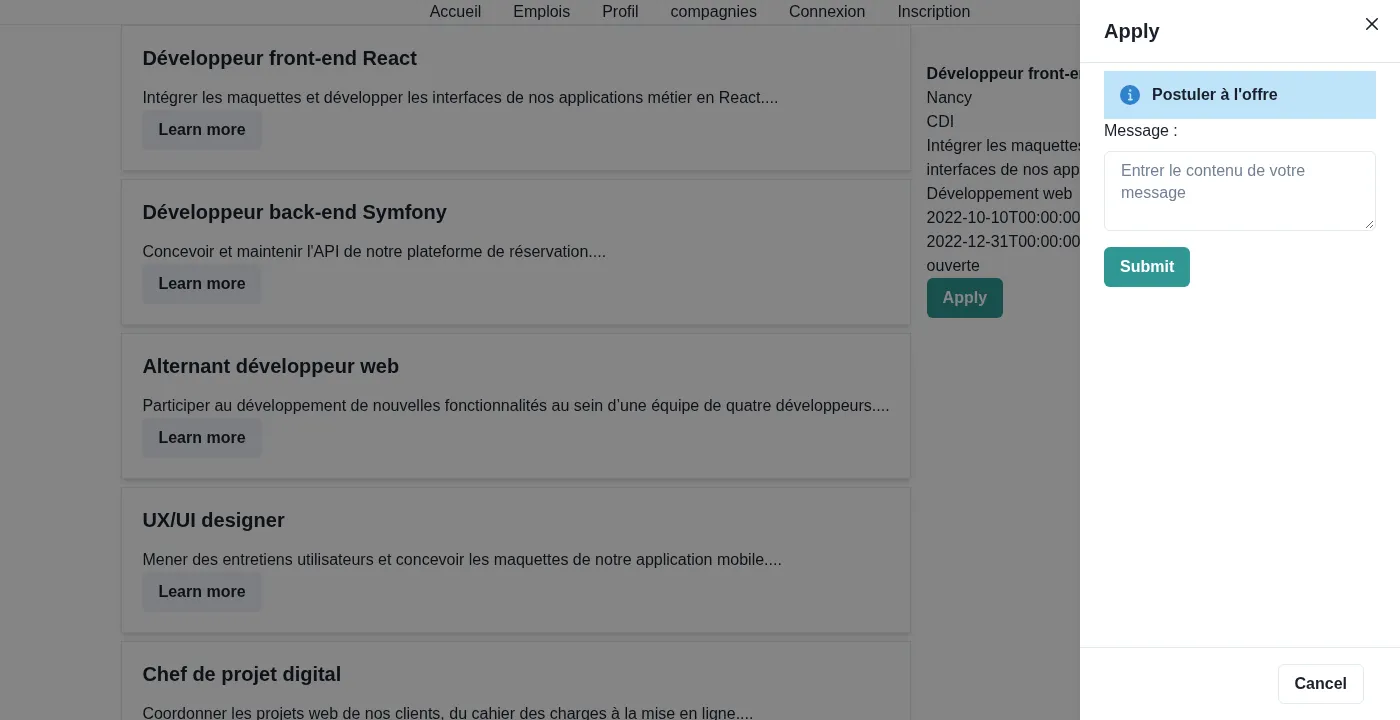 Accueil Emplois Profil compagnies Connexion Inscription
Développeur front-end React
Intégrer les maquettes et développer les interfaces de nos applications métier en React....
Learn more
Développeur back-end Symfony
Concevoir et maintenir l'API de notre plateforme de réservation....
Learn more
Alternant développeur web
Participer au développement de nouvelles fonctionnalités au sein d’une équipe de quatre développeurs....
Learn more
UX/UI designer
Mener des entretiens utilisateurs et concevoir les maquettes de notre application mobile....
Learn more
Chef de projet digital
Coordonner les projets web de nos clients, du cahier des charges à la mise en ligne....
Développeur front-e
Nancy
CDI
Intégrer les maquettes
interfaces de nos app
Développement web
2022-10-10T00:00:00
2022-12-31T00:00:00
ouverte
Apply
Apply
Postuler à l'offre
Message :
Entrer le contenu de votre
message
Submit
Cancel